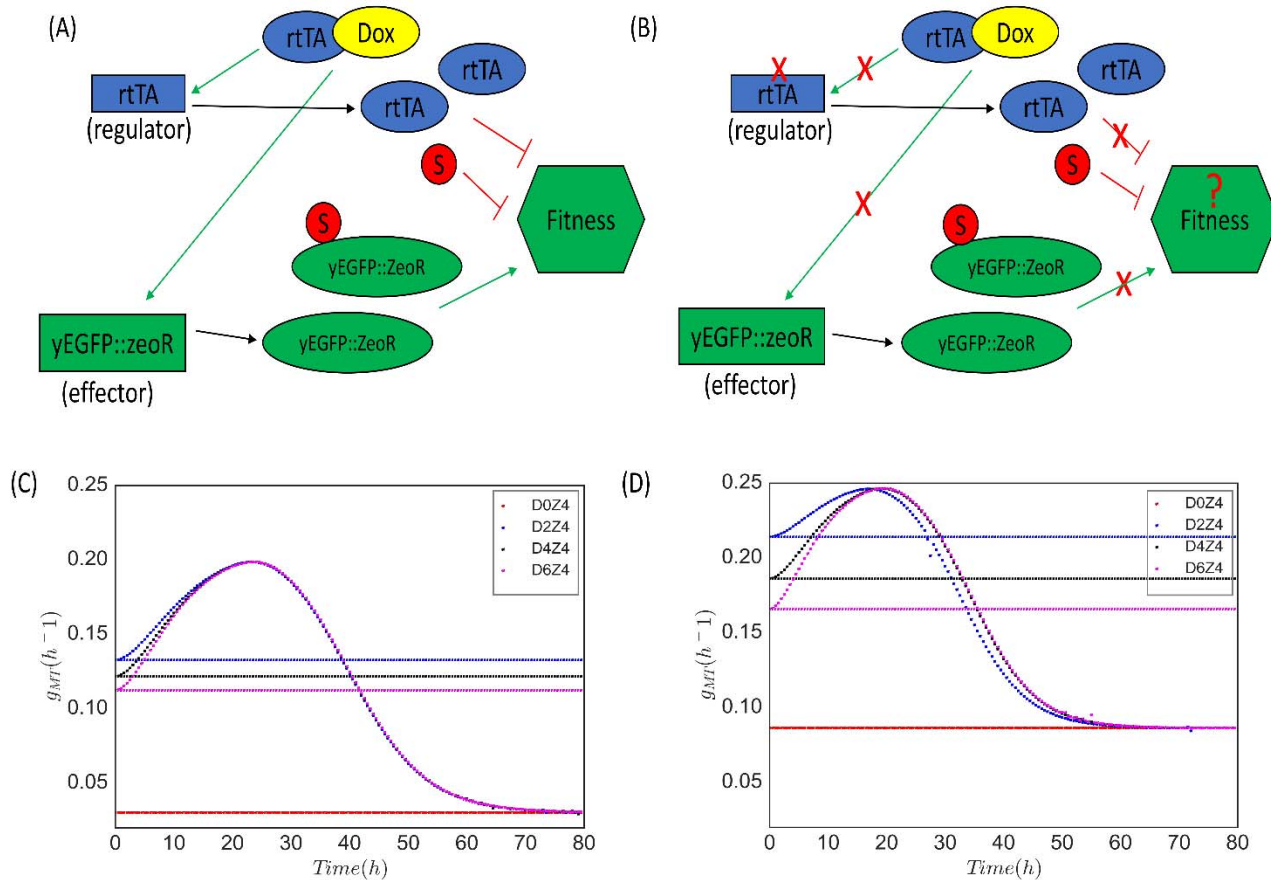 (A)
rtTA
Dox
rtTA
rtTA
(regulator)
rtTA
S
Fitness
S
yEGFP::ZeoR
yEGFP::zeoR
(effector)
yEGFP::ZeoR
(B)
rtTA
Dox
X
X
rtTA
rtTA
(regulator)
rtTA
X
S
?
Fitness
X
S
yEGFP::ZeoR
X
yEGFP::zeoR
(effector)
yEGFP::ZeoR
(C)
0.25
0.20
0.15
0.10
0.05
g_MT(h^-1)
D0Z4
D2Z4
D4Z4
D6Z4
0 10 20 30 40 50 60 70 80
Time(h)
(D)
0.25
0.20
0.15
0.10
0.05
g_MT(h^-1)
D0Z4
D2Z4
D4Z4
D6Z4
0 10 20 30 40 50 60 70 80
Time(h)